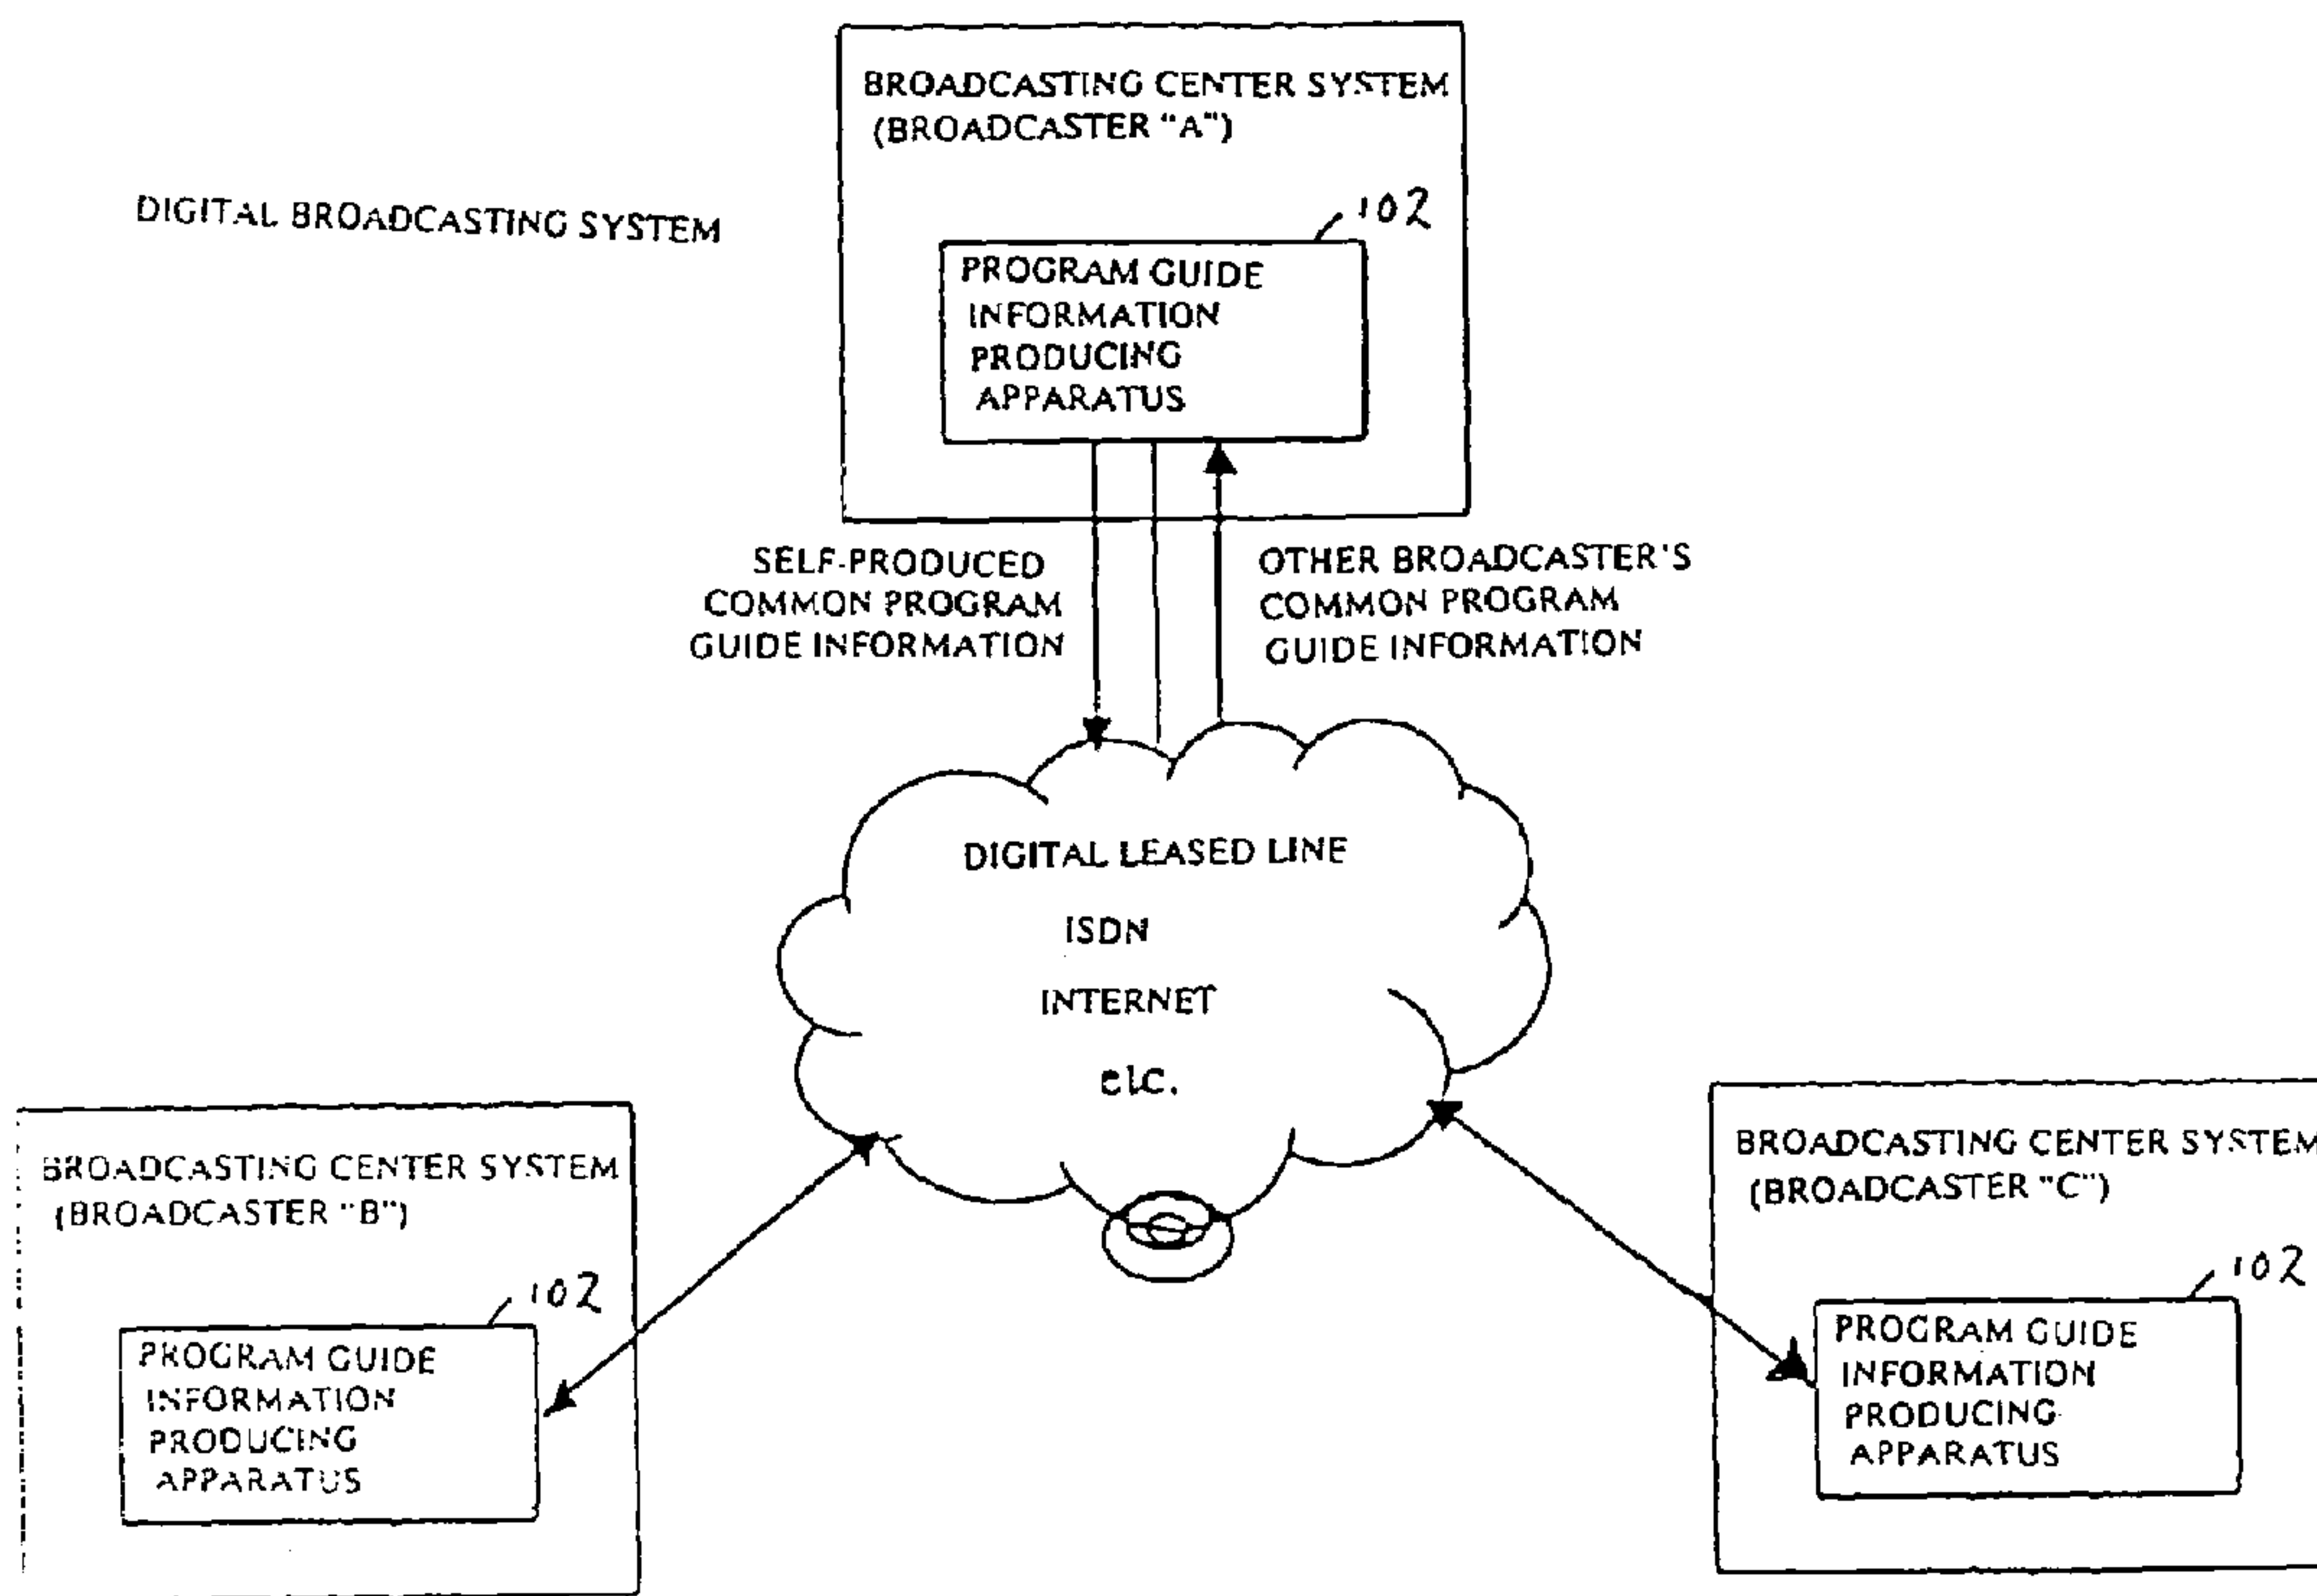 BROADCASTING CENTER SYSTEM
(BROADCASTER "A")
DIGITAL BROADCASTING SYSTEM
102
PROGRAM GUIDE
INFORMATION
PRODUCING
APPARATUS
SELF-PRODUCED
COMMON PROGRAM
GUIDE INFORMATION
OTHER BROADCASTER'S
COMMON PROGRAM
GUIDE INFORMATION
DIGITAL LEASED LINE
ISDN
INTERNET
etc.
BROADCASTING CENTER SYSTEM
(BROADCASTER "B")
102
PROGRAM GUIDE
INFORMATION
PRODUCING
APPARATUS
BROADCASTING CENTER SYSTEM
(BROADCASTER "C")
102
PROGRAM GUIDE
INFORMATION
PRODUCING
APPARATUS